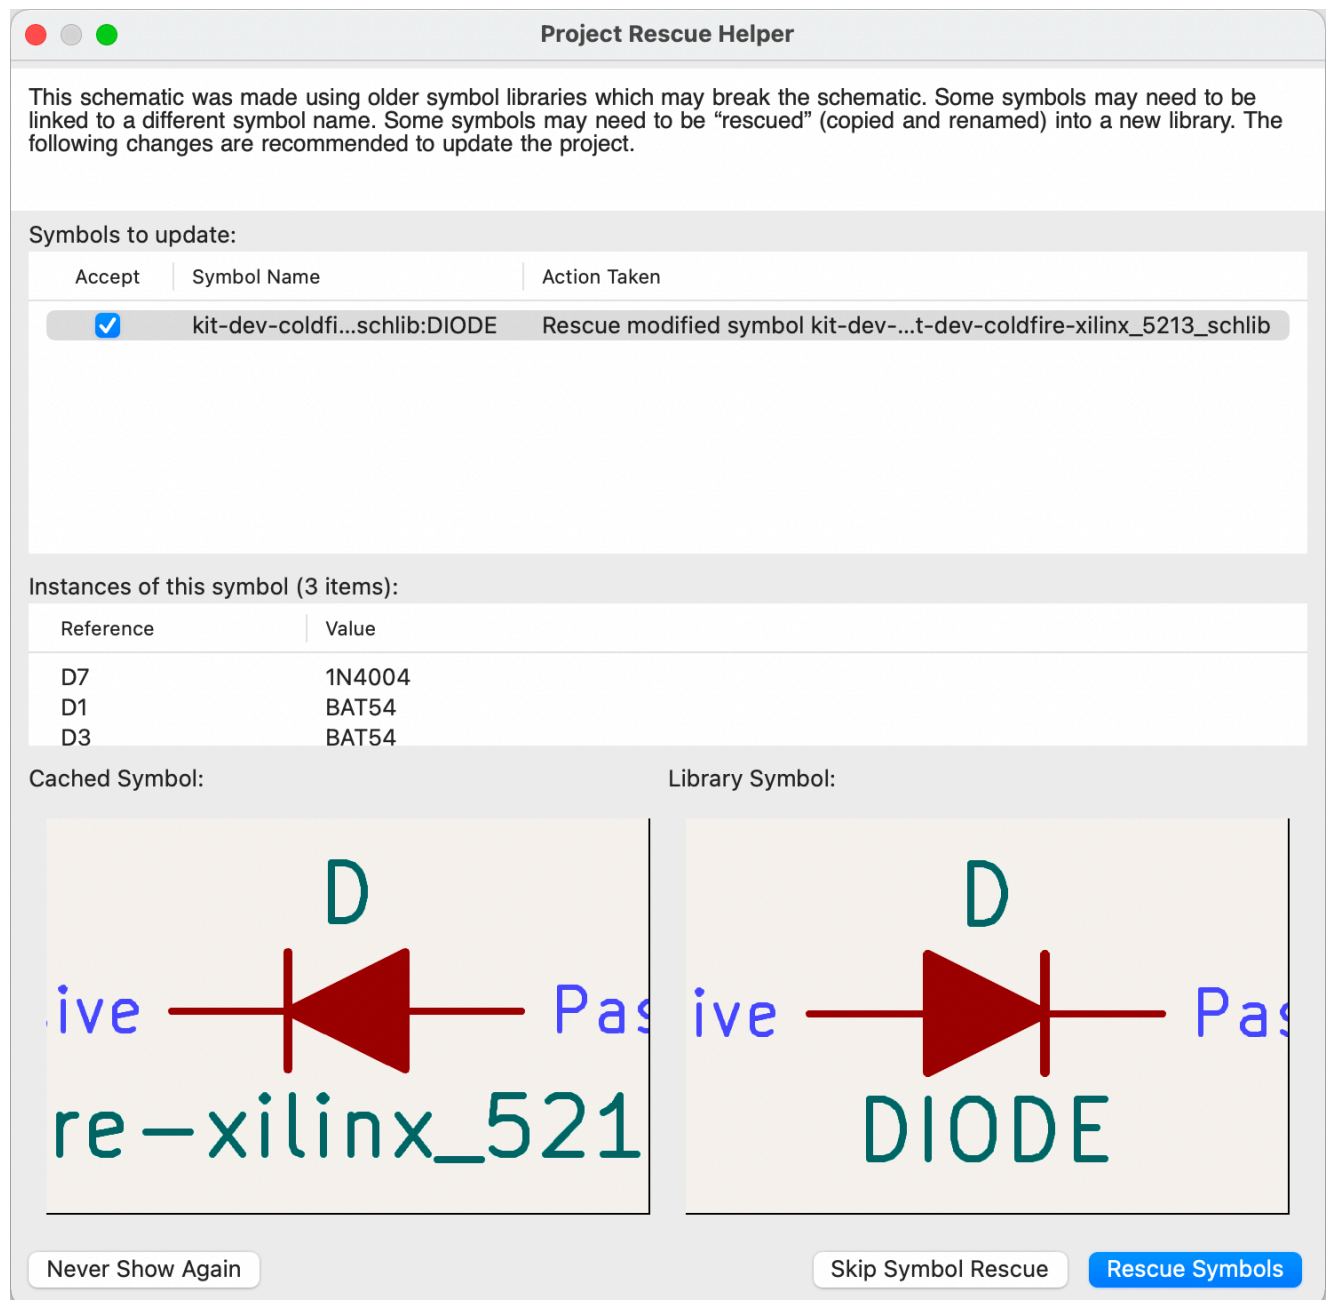 Project Rescue Helper
This schematic was made using older symbol libraries which may break the schematic. Some symbols may need to be
linked to a different symbol name. Some symbols may need to be “rescued” (copied and renamed) into a new library. The
following changes are recommended to update the project.
Symbols to update:
Accept Symbol Name Action Taken
kit-dev-coldfi...schlib:DIODE Rescue modified symbol kit-dev-...t-dev-coldfire-xilinx_5213_schlib
Instances of this symbol (3 items):
Reference Value
D7 1N4004
D1 BAT54
D3 BAT54
Cached Symbol: Library Symbol:
D D
ive Pas ive Pas
re-xilinx_521 DIODE
Never Show Again Skip Symbol Rescue Rescue Symbols